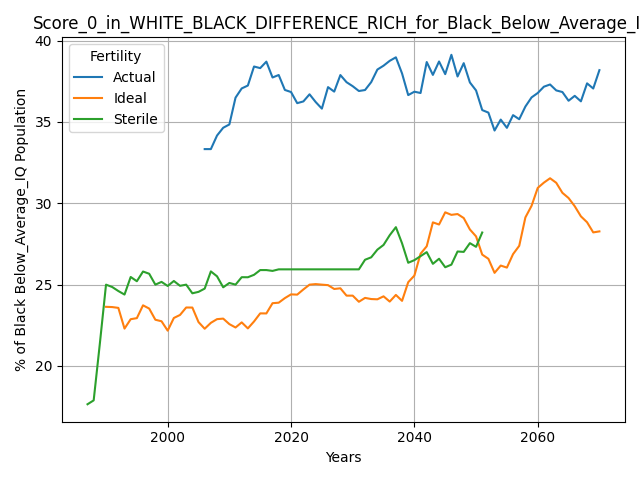 Score_0_in_WHITE_BLACK_DIFFERENCE_RICH_for_Black_Below_Average_I
40
35
30
25
20
% of Black Below_Average_IQ Population
Fertility
Actual
Ideal
Sterile
2000
2020
2040
2060
Years